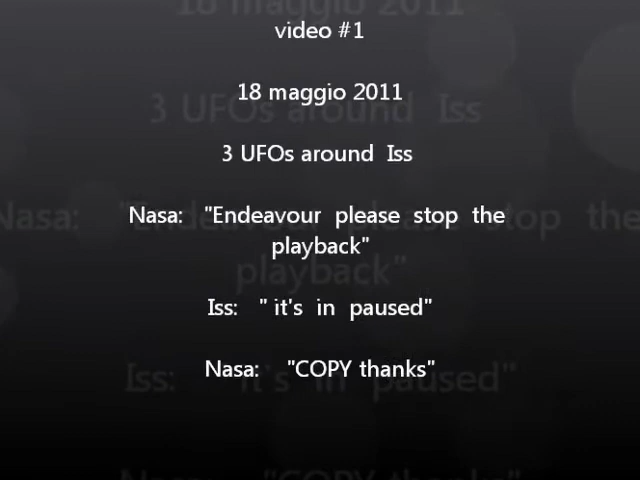 video #1
18 maggio 2011
3 UFOs around Iss
Nasa: "Endeavour please stop the
playback"
Iss: " it's in paused"
Nasa: "COPY thanks"